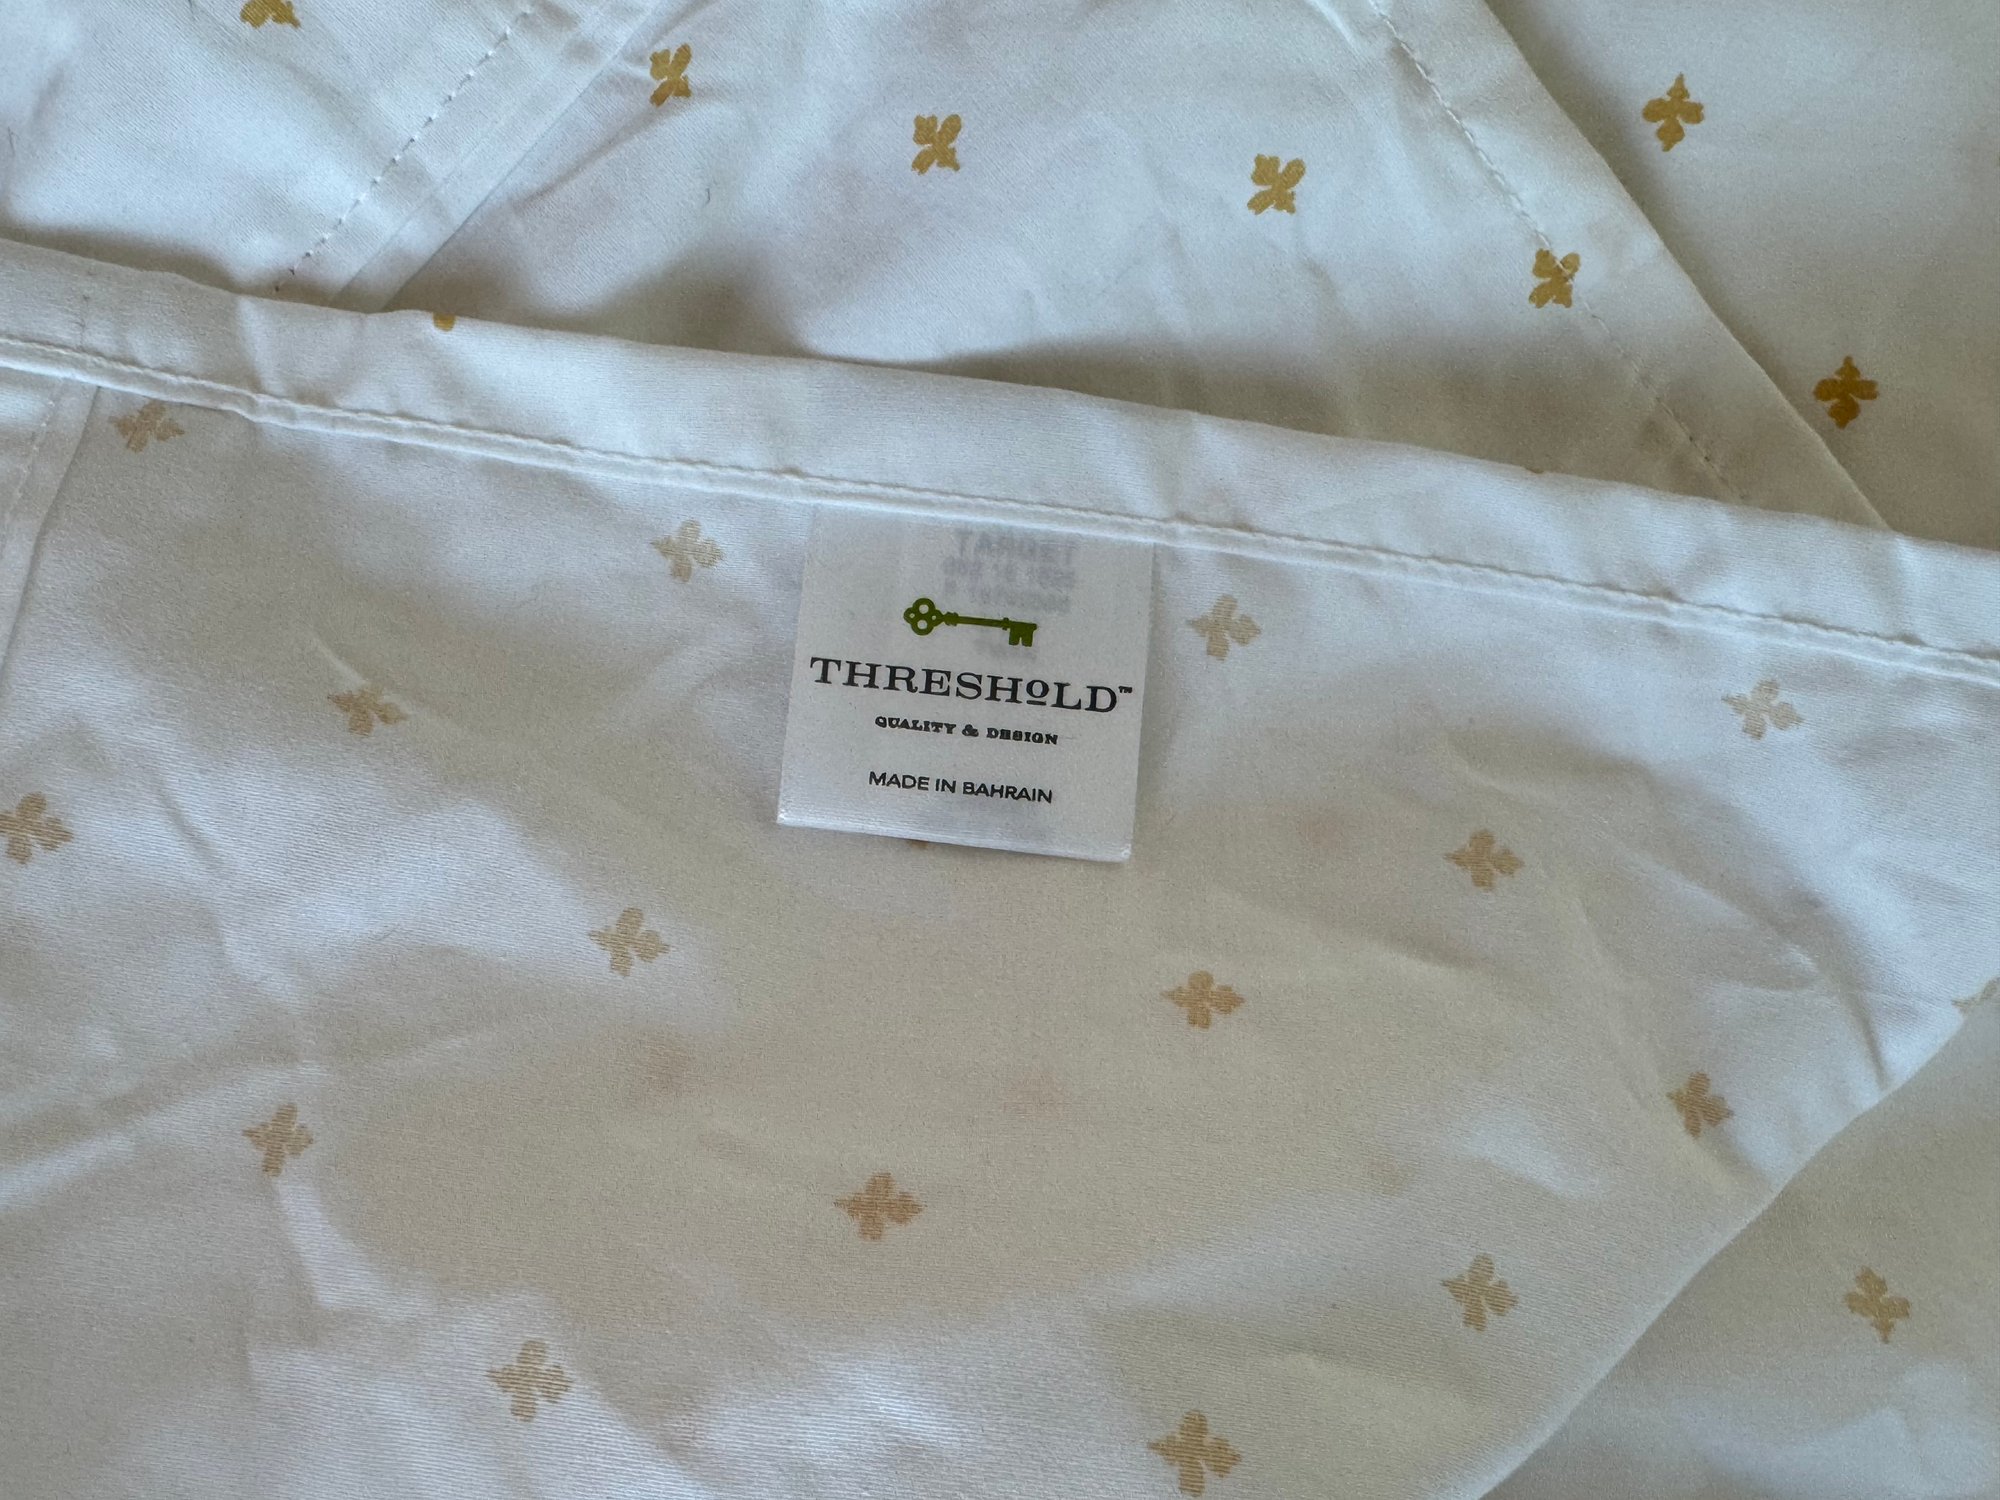 THRESHOLD™
QUALITY & DESIGN
MADE IN BAHRAIN